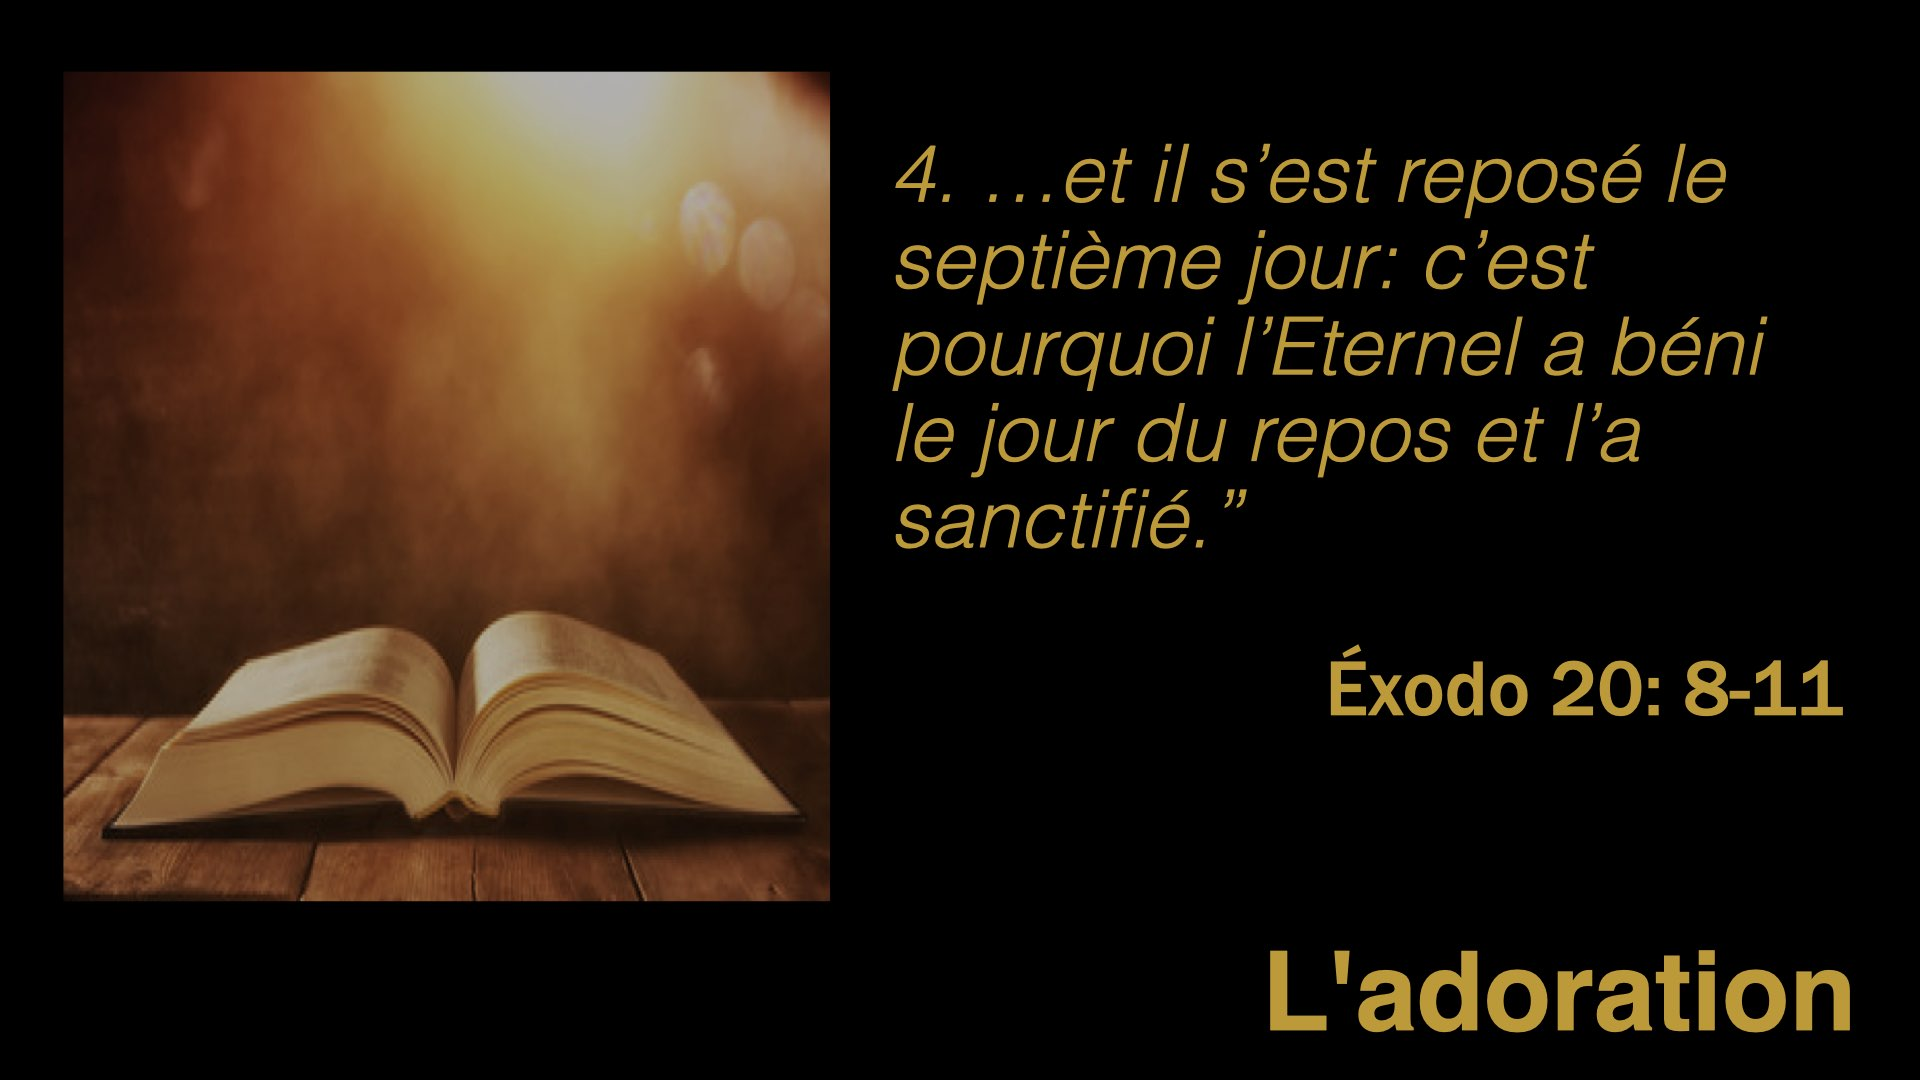 4. …et il s’est reposé le
septième jour: c’est
pourquoi l’Eternel a béni
le jour du repos et l’a
sanctifié.”
Éxodo 20: 8-11
L'adoration